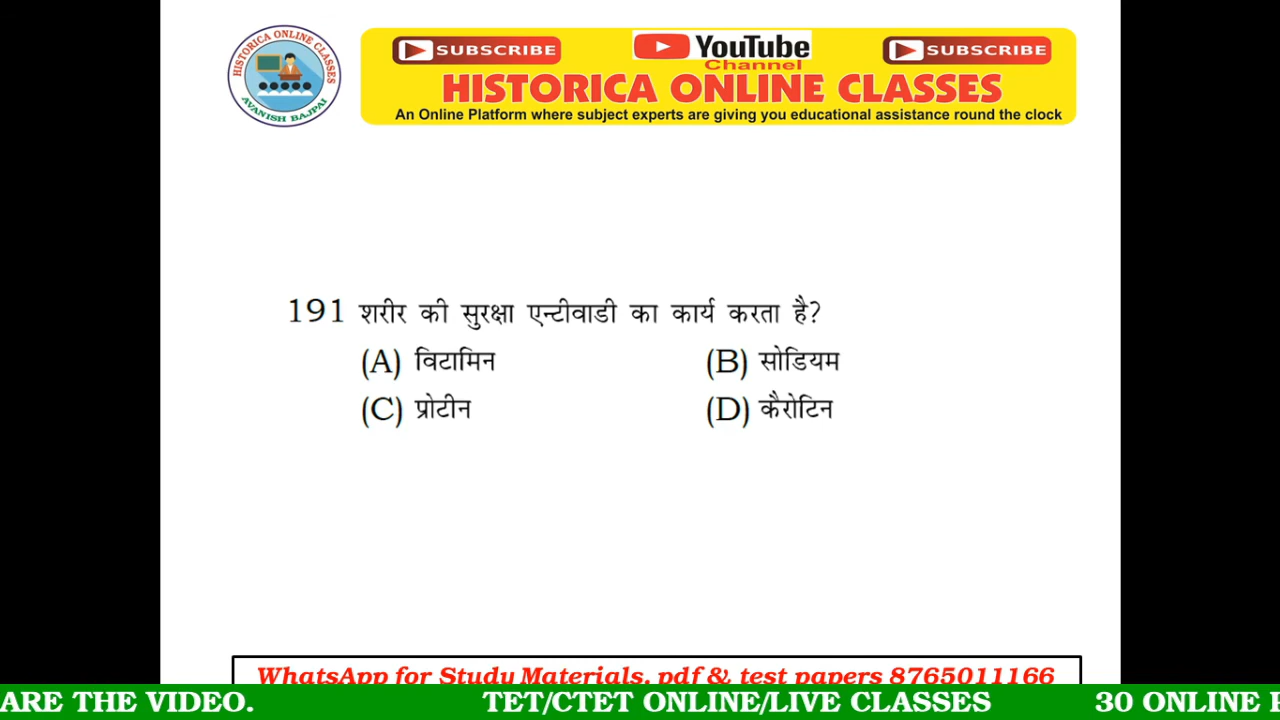 HISTORICA ONLINE CLASSES
AVANISH BAJPAI
SUBSCRIBE
YouTube
SUBSCRIBE
Channel
HISTORICA ONLINE CLASSES
An Online Platform where subject experts are giving you educational assistance round the clock
191 शरीर की सुरक्षा एन्टीवाडी का कार्य करता है?
(A) विटामिन (B) सोडियम
(C) प्रोटीन (D) कैरोटिन
WhatsApp for Study Materials, pdf & test papers 8765011166
ARE THE VIDEO. TET/CTET ONLINE/LIVE CLASSES 30 ONLINE